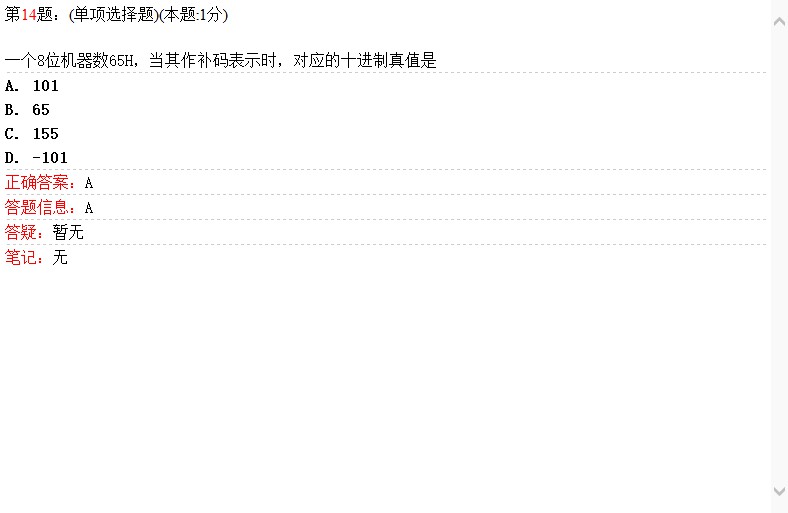 第14题：(单项选择题)(本题:1分)
一个8位机器数65H，当其作补码表示时，对应的十进制真值是
A. 101
B. 65
C. 155
D. -101
正确答案：A
答题信息：A
答疑：暂无
笔记：无